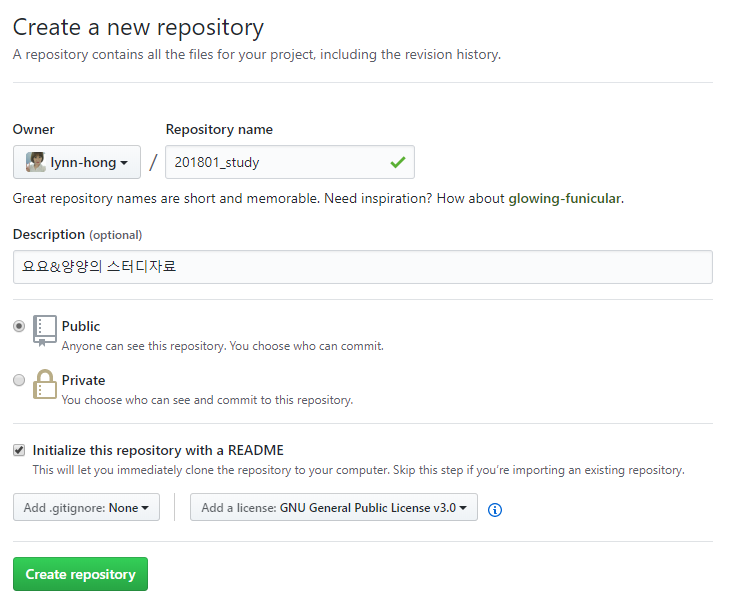 Create a new repository
A repository contains all the files for your project, including the revision history.
Owner
Repository name
lynn-hong / 201801_study
Great repository names are short and memorable. Need inspiration? How about glowing-funicular.
Description (optional)
요요&양양의 스터디자료
Public
Anyone can see this repository. You choose who can commit.
Private
You choose who can see and commit to this repository.
Initialize this repository with a README
This will let you immediately clone the repository to your computer. Skip this step if you’re importing an existing repository.
Add .gitignore: None
Add a license: GNU General Public License v3.0
Create repository